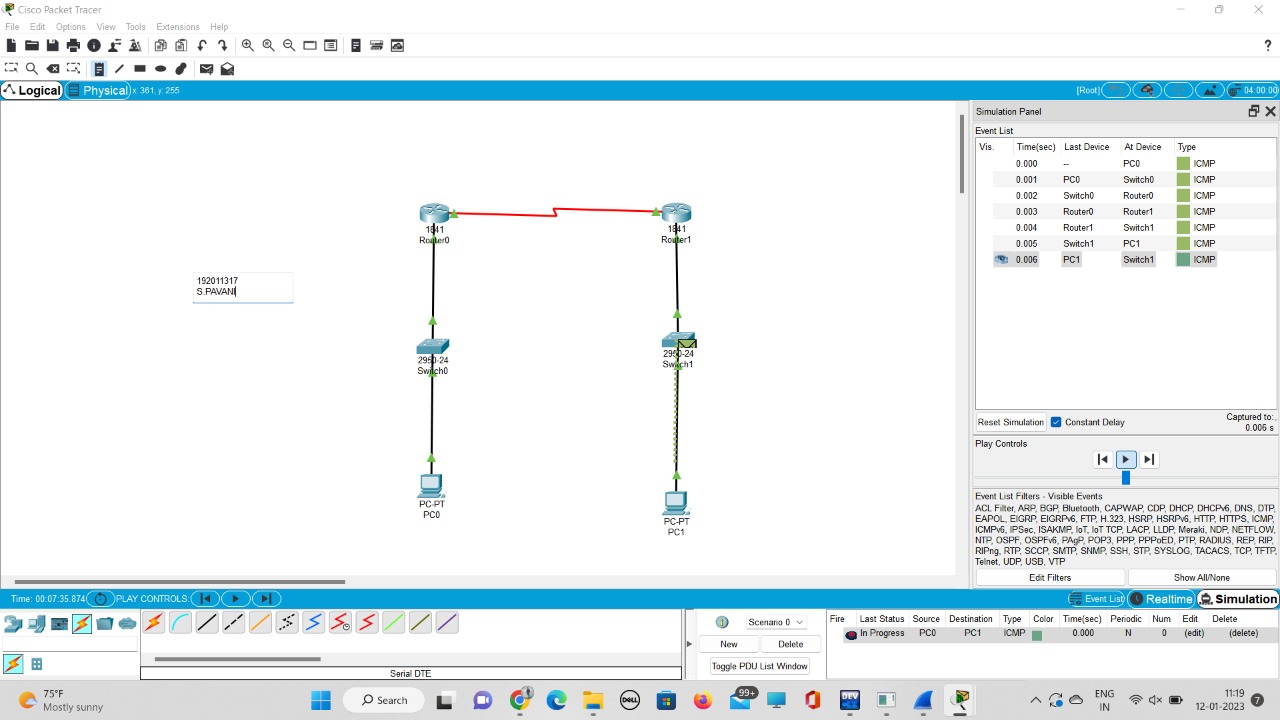 Cisco Packet Tracer
File Edit Options View Tools Extensions Help
?
Logical Physical x: 361, y: 255 [Root] 04:00:00
Simulation Panel
Event List
Vis. Time(sec) Last Device At Device Type
0.000 -- PC0 ICMP
0.001 PC0 Switch0 ICMP
0.002 Switch0 Router0 ICMP
0.003 Router0 Router1 ICMP
0.004 Router1 Switch1 ICMP
0.005 Switch1 PC1 ICMP
0.006 PC1 Switch1 ICMP
1841
Router0
1841
Router1
192011317
S.PAVANI
2950-24
Switch0
2950-24
Switch1
PC-PT
PC0
PC-PT
PC1
Reset Simulation Constant Delay Captured to:
0.006 s
Play Controls
Event List Filters - Visible Events
ACL Filter, ARP, BGP, Bluetooth, CAPWAP, CDP, DHCP, DHCPv6, DNS, DTP,
EAPOL, EIGRP, EIGRPv6, FTP, H.323, HSRP, HSRPv6, HTTP, HTTPS, ICMP,
ICMPv6, IPSec, ISAKMP, IoT, IoT TCP, LACP, LLDP, Meraki, NDP, NETFLOW,
NTP, OSPF, OSPFv6, PAgP, POP3, PPP, PPPoED, PTP, RADIUS, REP, RIP,
RIPng, RTP, SCCP, SMTP, SNMP, SSH, STP, SYSLOG, TACACS, TCP, TFTP,
Telnet, UDP, USB, VTP
Edit Filters Show All/None
Time: 00:07:35.874 PLAY CONTROLS: Event List Realtime Simulation
Scenario 0
New Delete
Toggle PDU List Window
Fire Last Status Source Destination Type Color Time(sec) Periodic Num Edit Delete
In Progress PC0 PC1 ICMP 0.000 N 0 (edit) (delete)
Serial DTE
75°F
Mostly sunny
Search
DELL
99+
DEV
ENG
IN
11:19
12-01-2023
7